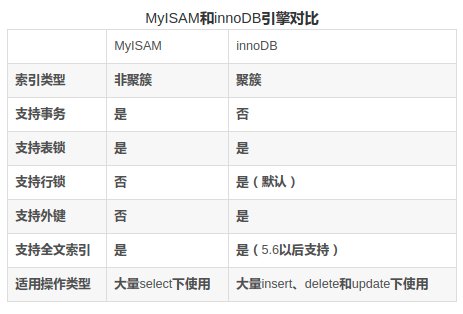 MyISAM和innoDB引擎对比
MyISAM innoDB
索引类型 非聚簇 聚簇
支持事务 是 否
支持表锁 是 是
支持行锁 否 是（默认）
支持外键 否 是
支持全文索引 是 是（5.6以后支持）
适用操作类型 大量select下使用 大量insert、delete和update下使用